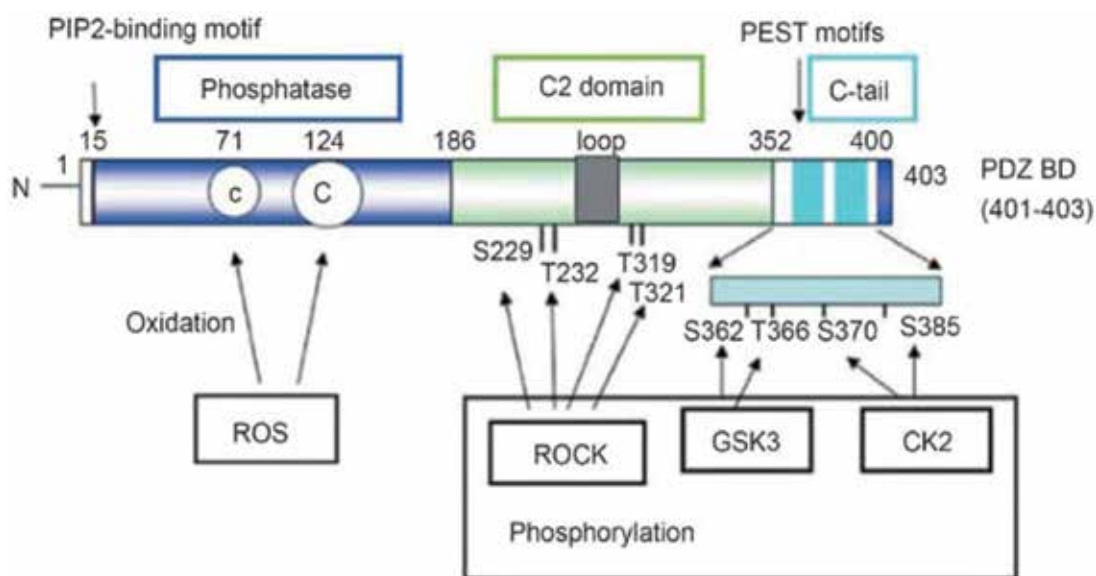 PIP2-binding motif
PEST motifs
Phosphatase
C2 domain
C-tail
15 71 124 186 loop 352 400
1
N
c C
403
PDZ BD
(401-403)
S229
T232
T319
T321
Oxidation
S362 T366 S370 S385
ROS
ROCK
GSK3
CK2
Phosphorylation